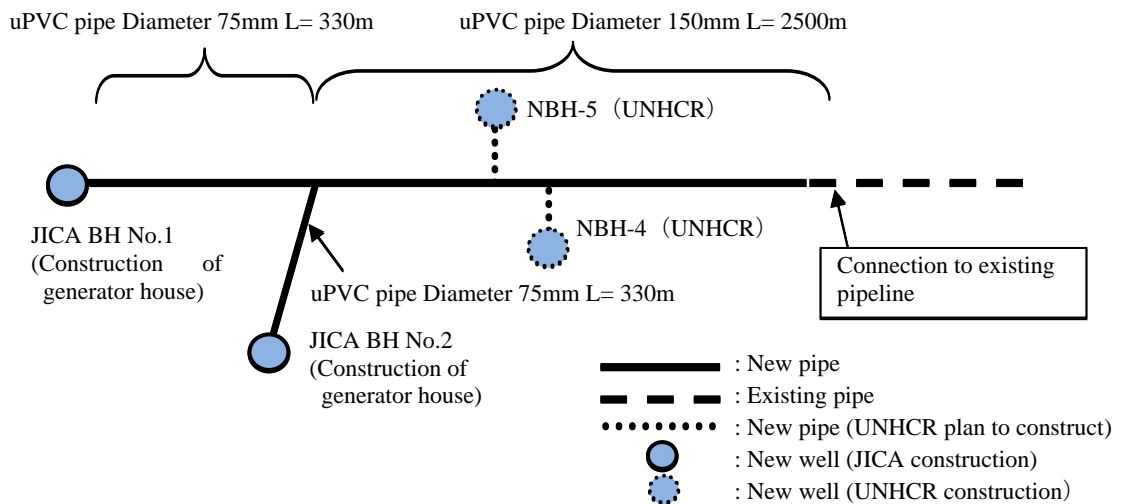 uPVC pipe Diameter 75mm L= 330m
uPVC pipe Diameter 150mm L= 2500m
NBH-5（UNHCR）
NBH-4（UNHCR）
JICA BH No.1
(Construction of
generator house)
Connection to existing
pipeline
uPVC pipe Diameter 75mm L= 330m
JICA BH No.2
(Construction of
generator house)
: New pipe
: Existing pipe
: New pipe (UNHCR plan to construct)
: New well (JICA construction)
: New well (UNHCR construction）